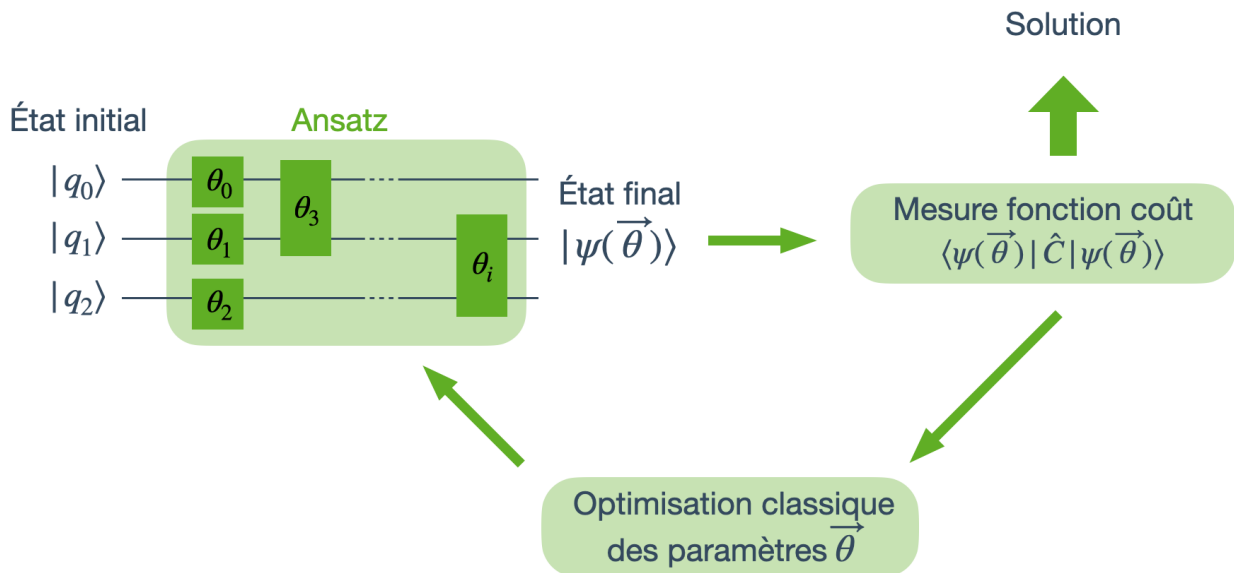 Solution
État initial
Ansatz
|q₀⟩
θ₀
θ₃
|q₁⟩
θ₁
θᵢ
|q₂⟩
θ₂
État final
|ψ(θ⃗)⟩
Mesure fonction coût
⟨ψ(θ⃗)|Ĉ|ψ(θ⃗)⟩
Optimisation classique
des paramètres θ⃗